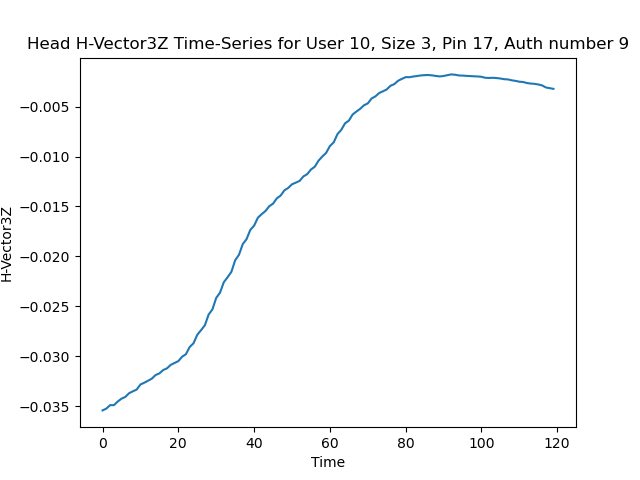 Head H-Vector3Z Time-Series for User 10, Size 3, Pin 17, Auth number 9
H-Vector3Z
−0.005
−0.010
−0.015
−0.020
−0.025
−0.030
−0.035
0 20 40 60 80 100 120
Time